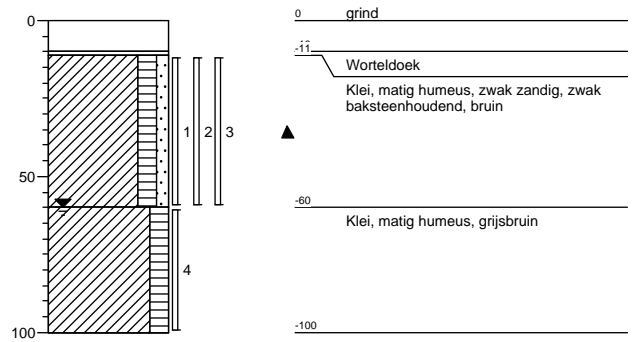 0
50
100
1 2 3
4
0 grind
-11
Worteldoek
Klei, matig humeus, zwak zandig, zwak
baksteenhoudend, bruin
-60
Klei, matig humeus, grijsbruin
-100